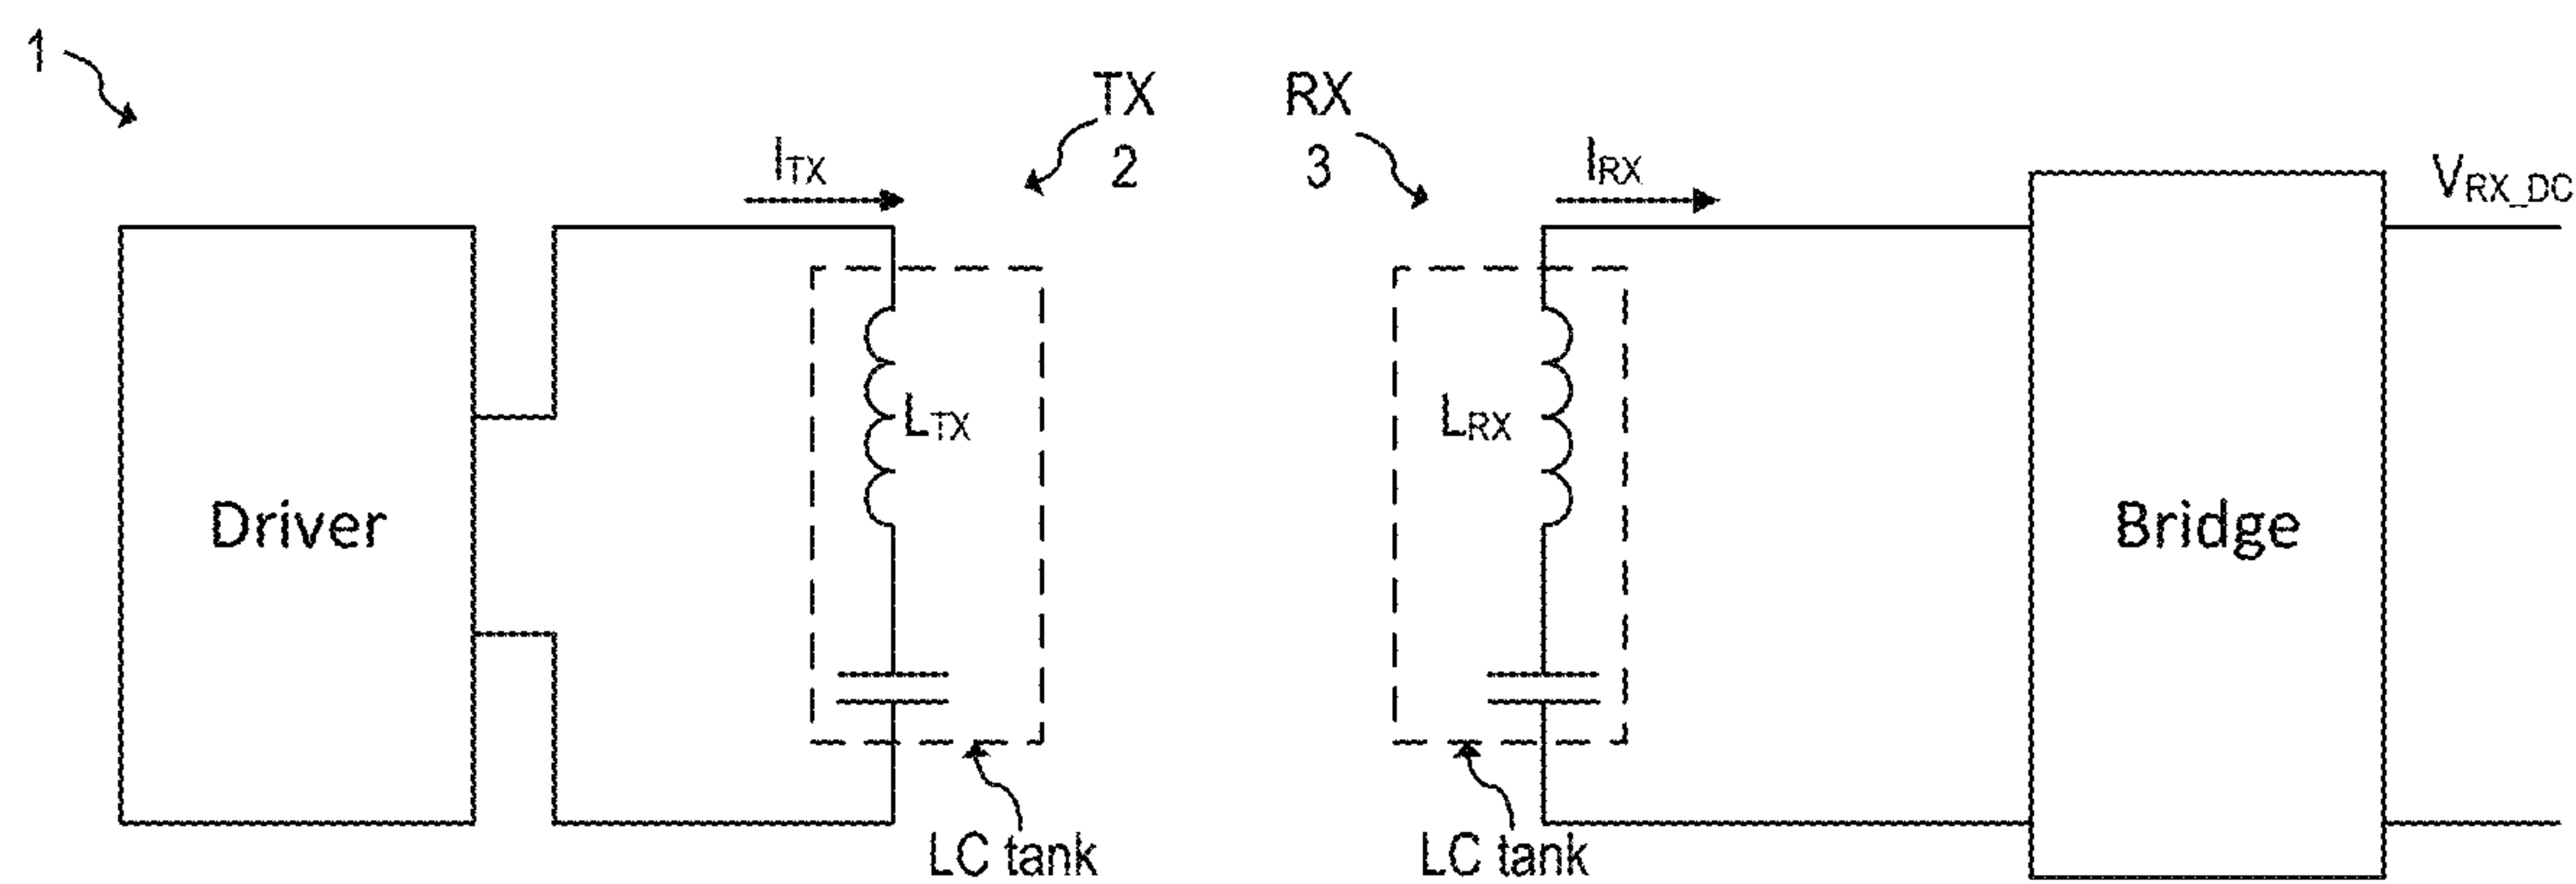 1
TX
2
RX
3
ITX
IRX
VRX_DC
LTX
LRX
Driver
Bridge
LC tank
LC tank